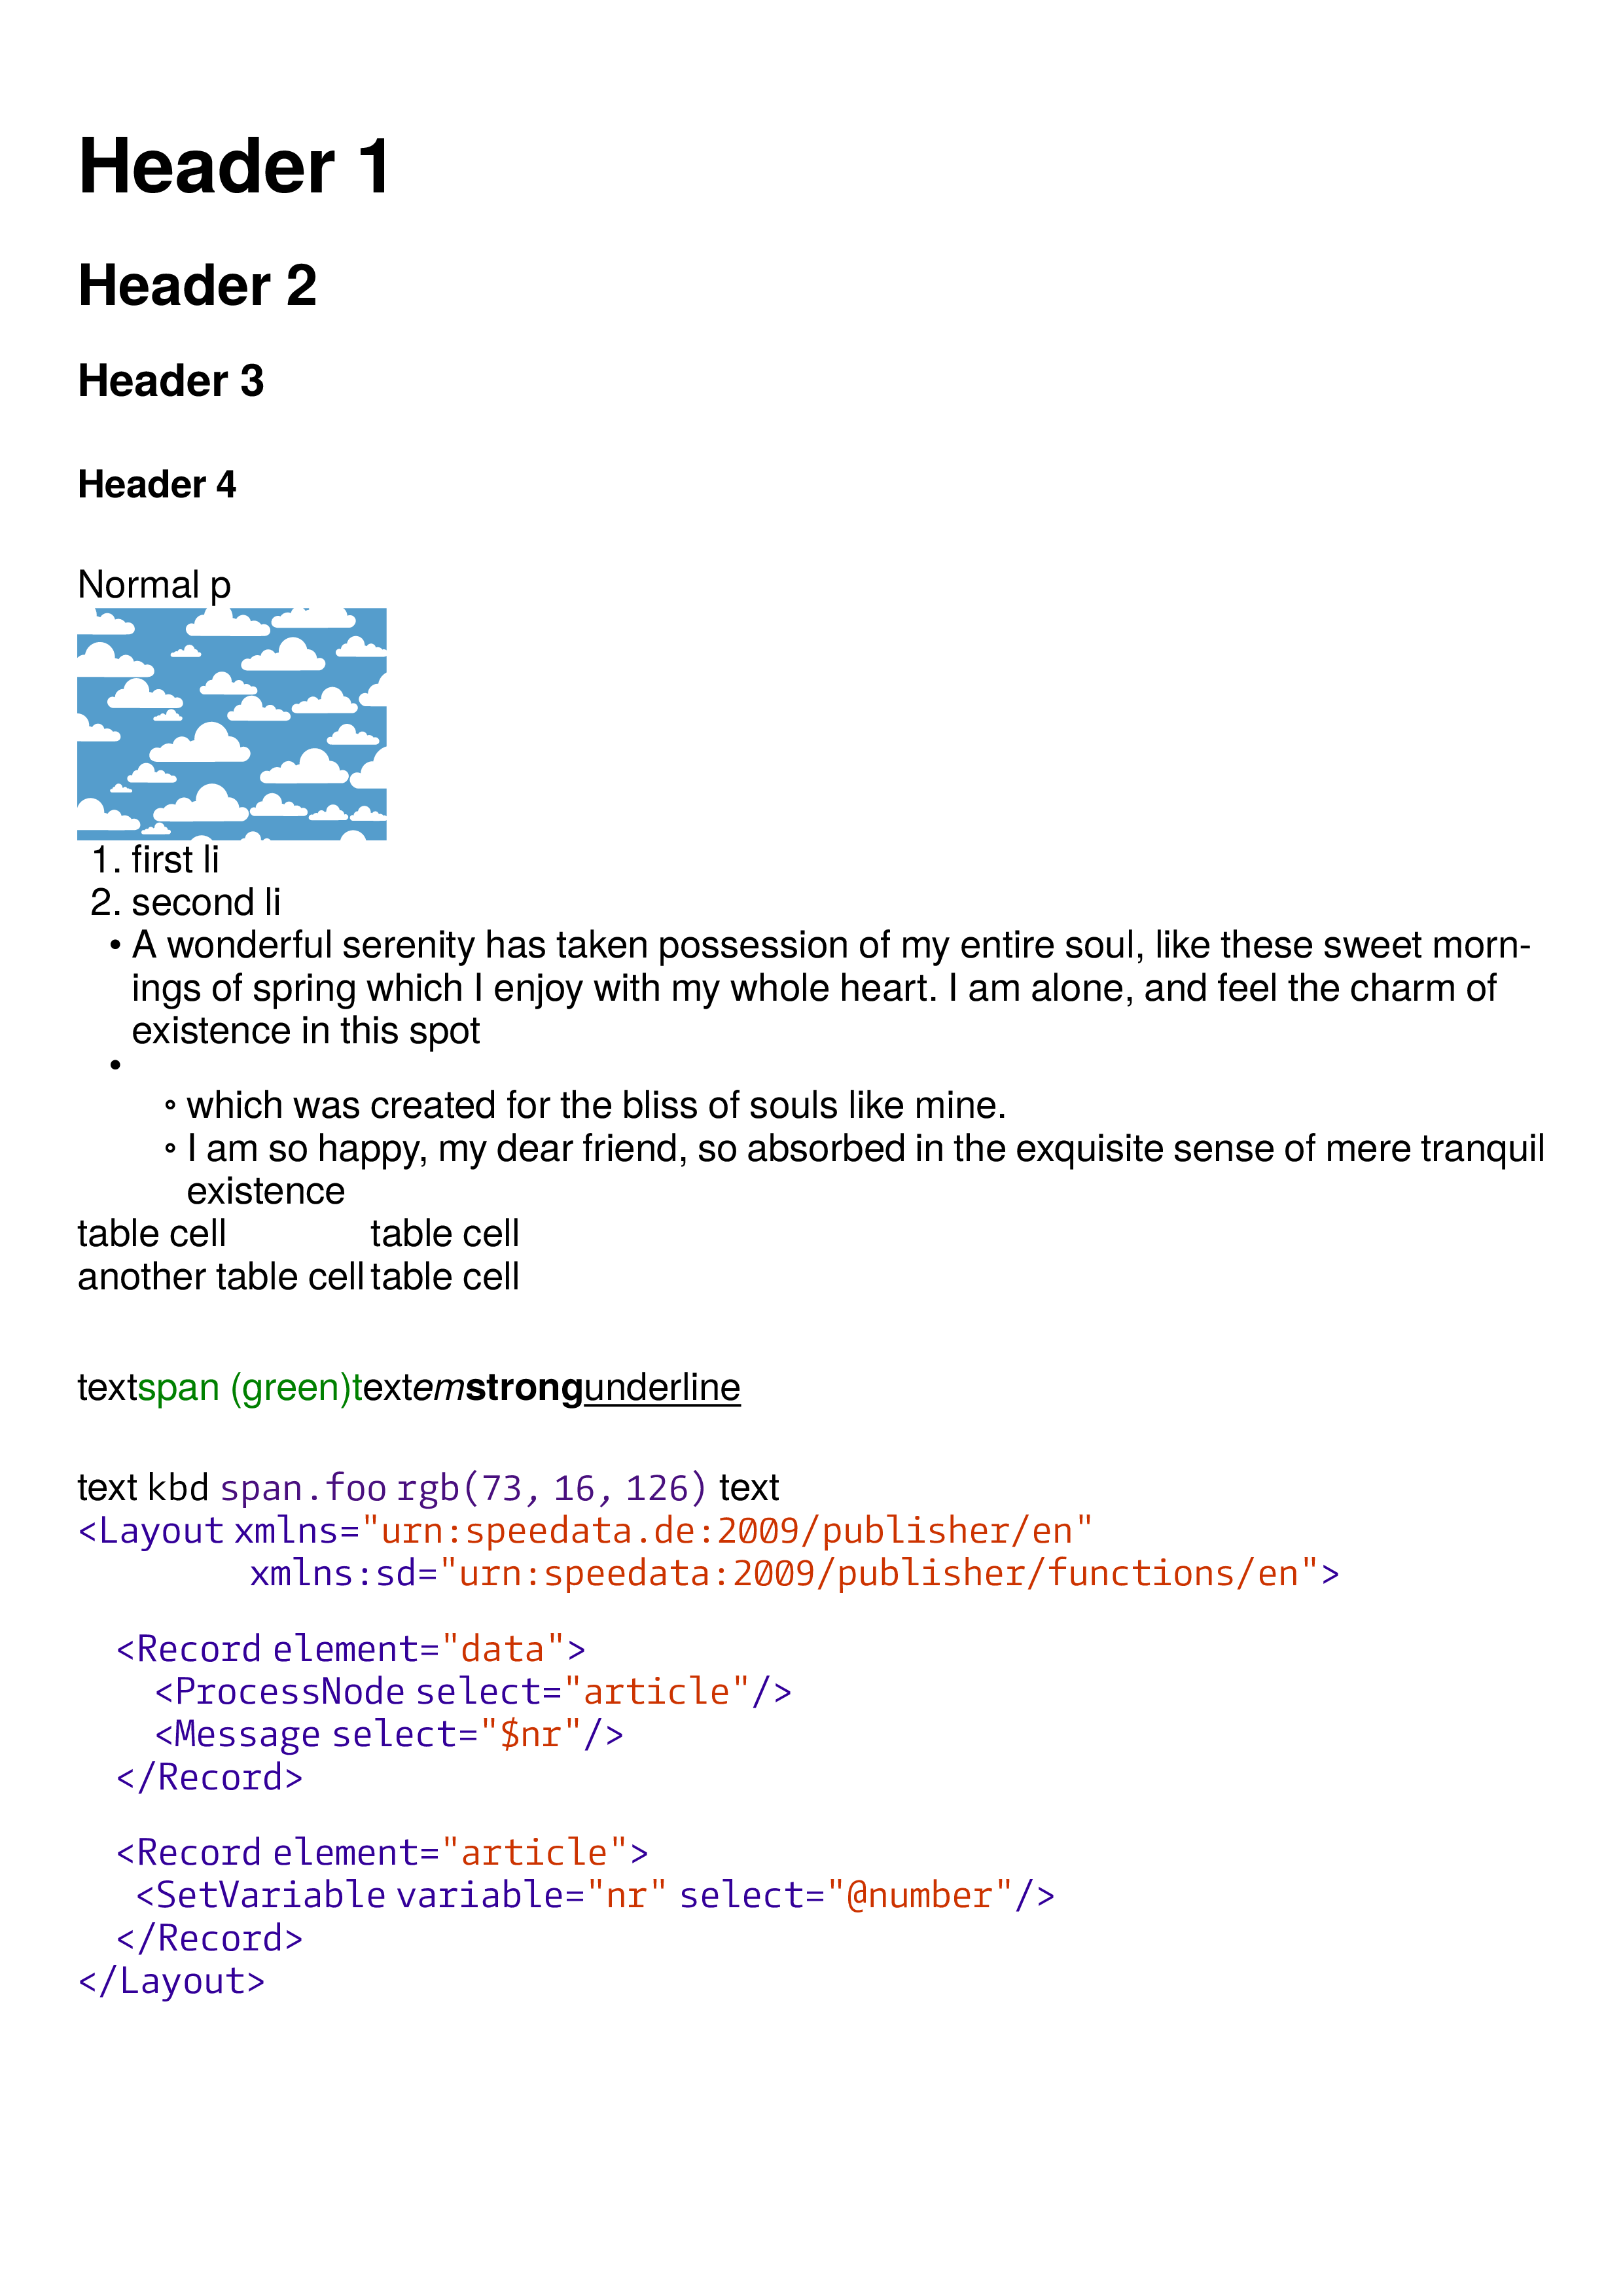 Header 1
Header 2
Header 3
Header 4
Normal p
1. first li
2. second li
• A wonderful serenity has taken possession of my entire soul, like these sweet morn-
ings of spring which I enjoy with my whole heart. I am alone, and feel the charm of
existence in this spot
•
◦ which was created for the bliss of souls like mine.
◦ I am so happy, my dear friend, so absorbed in the exquisite sense of mere tranquil
existence
table cell table cell
another table cell table cell
textspan (green)textemstrongunderline
text kbd span.foo rgb(73, 16, 126) text
<Layout xmlns="urn:speedata.de:2009/publisher/en"
xmlns:sd="urn:speedata:2009/publisher/functions/en">
<Record element="data">
<ProcessNode select="article"/>
<Message select="$nr"/>
</Record>
<Record element="article">
<SetVariable variable="nr" select="@number"/>
</Record>
</Layout>